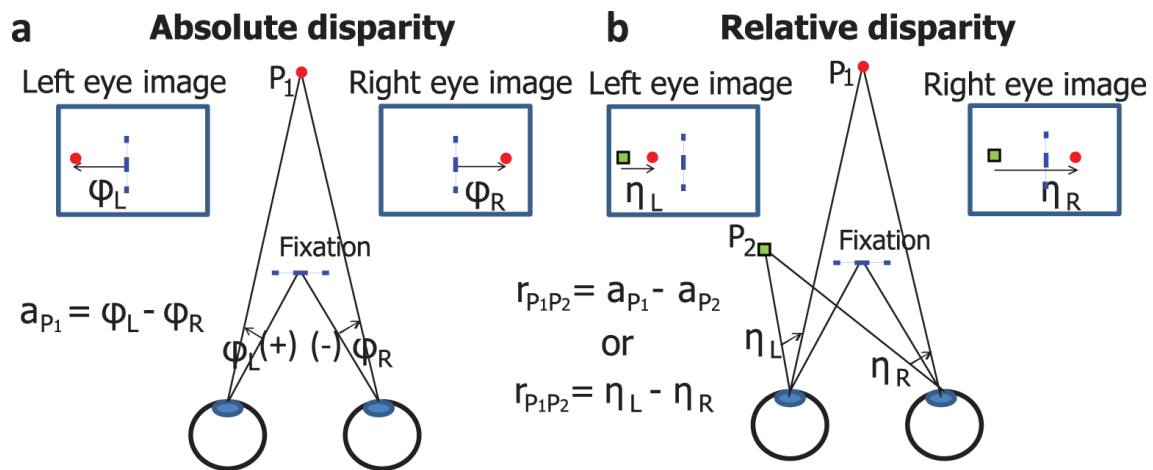 a Absolute disparity
Left eye image
P1
Right eye image
φL
φR
Fixation
aP1 = φL - φR
φL (+) (-) φR
b Relative disparity
Left eye image
P1
Right eye image
ηL
ηR
P2
Fixation
rP1P2 = aP1 - aP2
or
rP1P2 = ηL - ηR
ηL
ηR